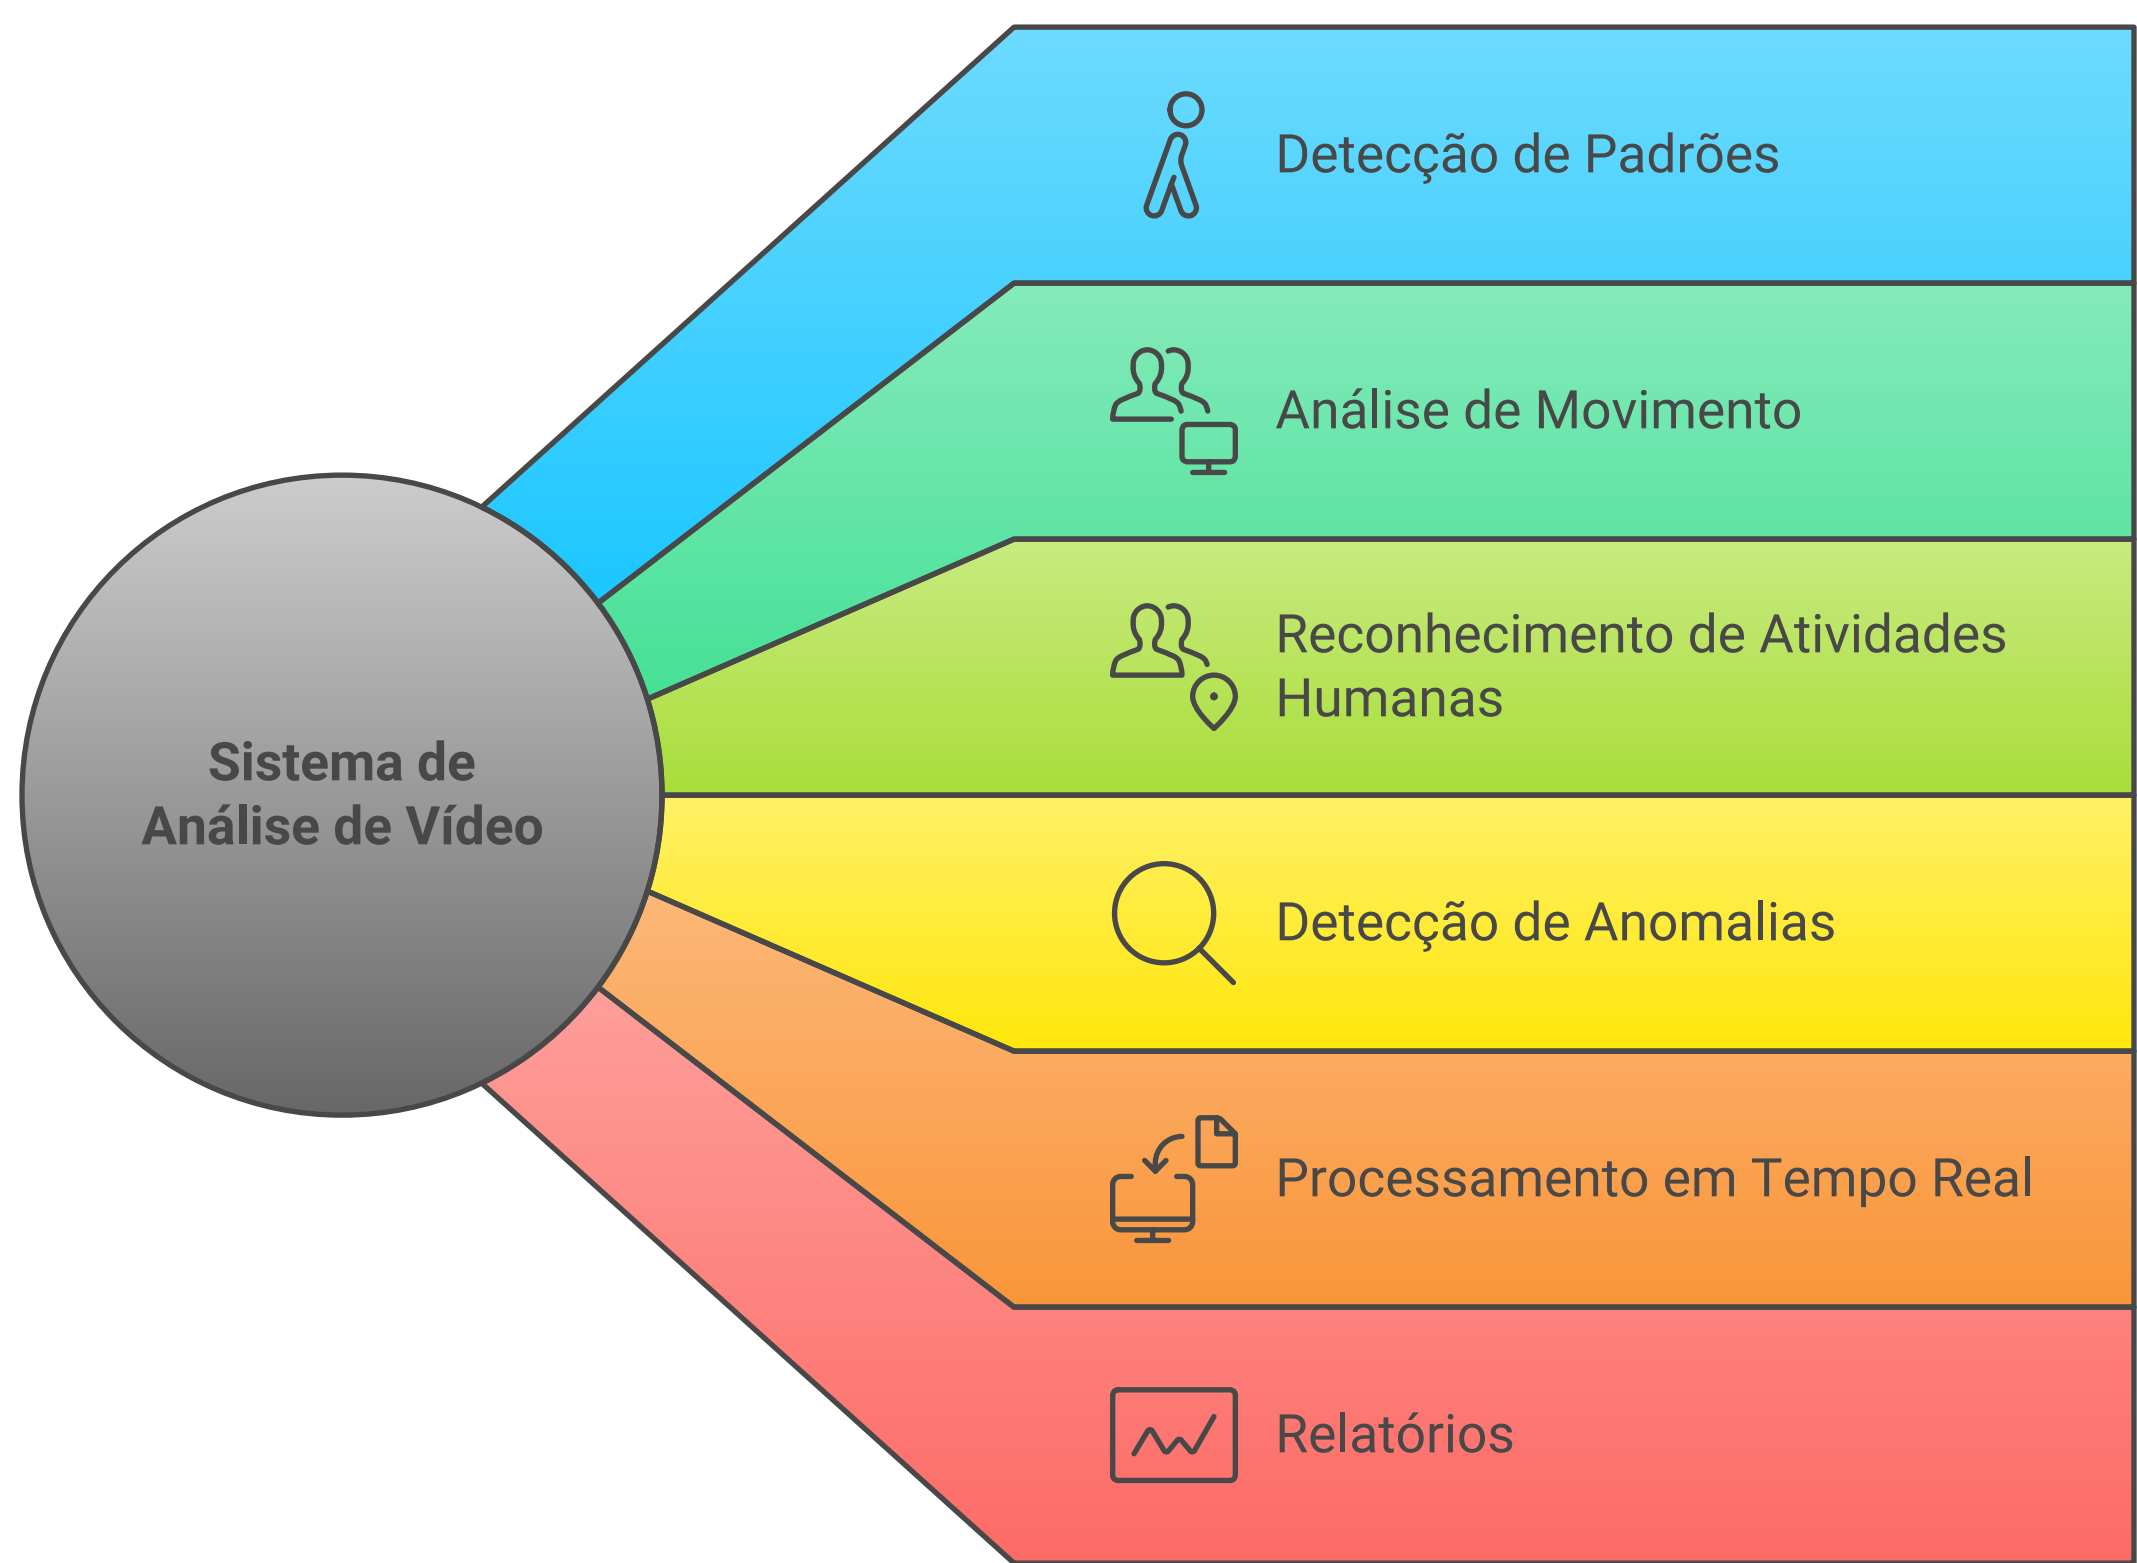 Sistema de
Análise de Vídeo
Detecção de Padrões
Análise de Movimento
Reconhecimento de Atividades
Humanas
Detecção de Anomalias
Processamento em Tempo Real
Relatórios